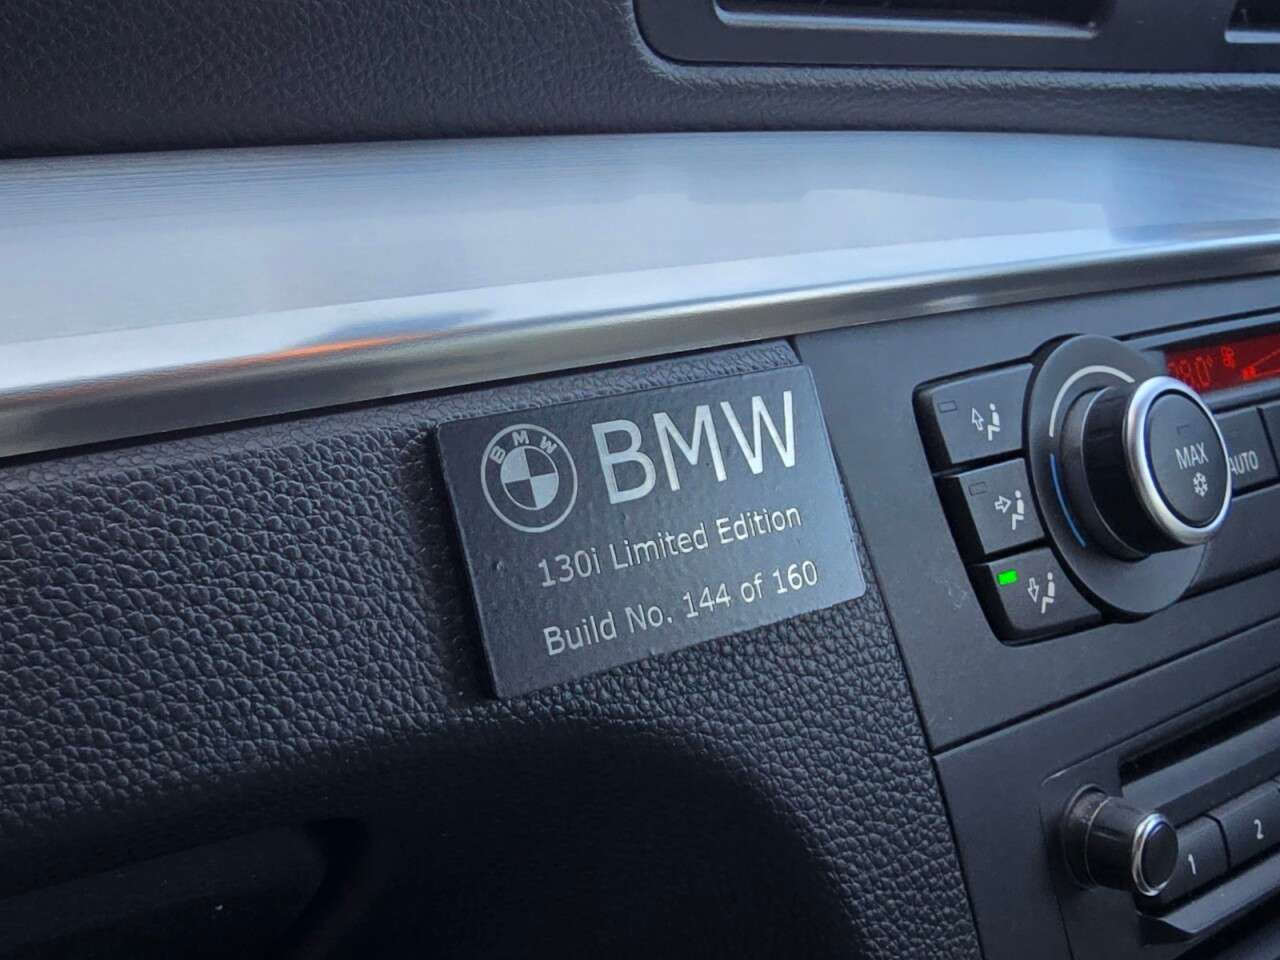 BMW
BMW
130i Limited Edition
Build No. 144 of 160
MAX
AUTO
1
2